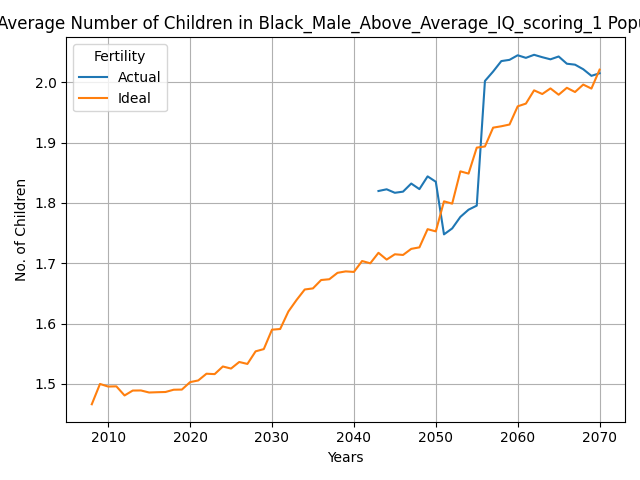 Average Number of Children in Black_Male_Above_Average_IQ_scoring_1 Popu
Fertility
Actual
Ideal
No. of Children
2.0
1.9
1.8
1.7
1.6
1.5
2010 2020 2030 2040 2050 2060 2070
Years